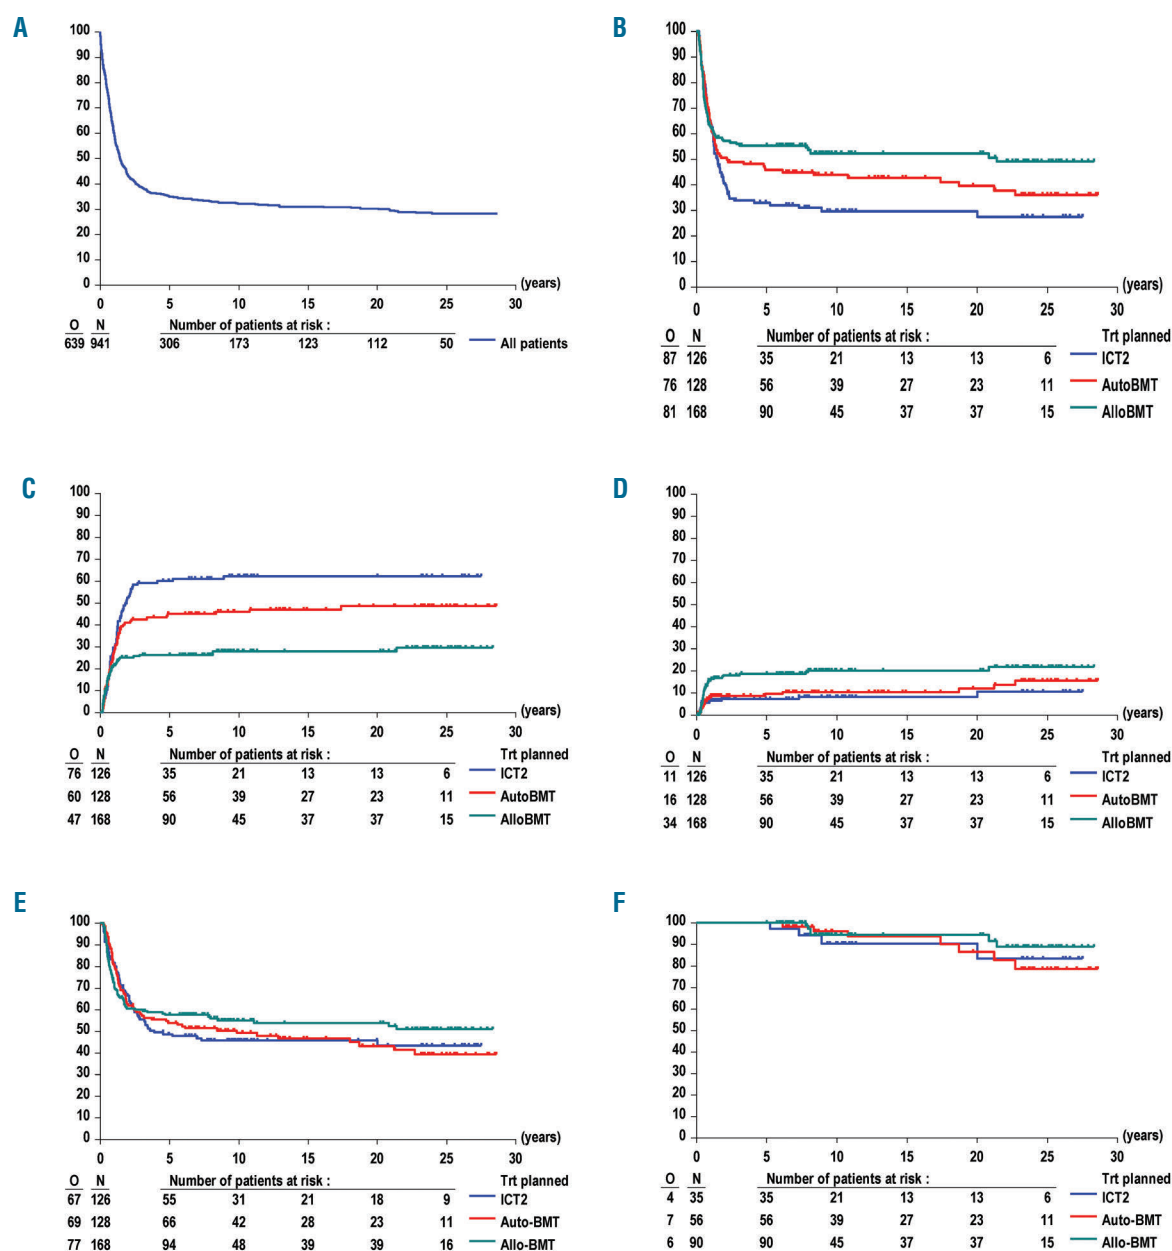 A
100
90
80
70
60
50
40
30
20
10
0
(years)
0 5 10 15 20 25 30
O N Number of patients at risk :
639 941 306 173 123 112 50 All patients
B
100
90
80
70
60
50
40
30
20
10
0
(years)
0 5 10 15 20 25 30
O N Number of patients at risk : Trt planned
87 126 35 21 13 13 6 ICT2
76 128 56 39 27 23 11 AutoBMT
81 168 90 45 37 37 15 AlloBMT
C
100
90
80
70
60
50
40
30
20
10
0
(years)
0 5 10 15 20 25 30
O N Number of patients at risk : Trt planned
76 126 35 21 13 13 6 ICT2
60 128 56 39 27 23 11 AutoBMT
47 168 90 45 37 37 15 AlloBMT
D
100
90
80
70
60
50
40
30
20
10
0
(years)
0 5 10 15 20 25 30
O N Number of patients at risk : Trt planned
11 126 35 21 13 13 6 ICT2
16 128 56 39 27 23 11 AutoBMT
34 168 90 45 37 37 15 AlloBMT
E
100
90
80
70
60
50
40
30
20
10
0
(years)
0 5 10 15 20 25 30
O N Number of patients at risk : Trt planned
67 126 55 31 21 18 9 ICT2
69 128 66 42 28 23 11 Auto-BMT
77 168 94 48 39 39 16 Allo-BMT
F
100
90
80
70
60
50
40
30
20
10
0
(years)
0 5 10 15 20 25 30
O N Number of patients at risk : Trt planned
4 35 35 21 13 13 6 ICT2
7 56 56 39 27 23 11 Auto-BMT
6 90 90 45 37 37 15 Allo-BMT